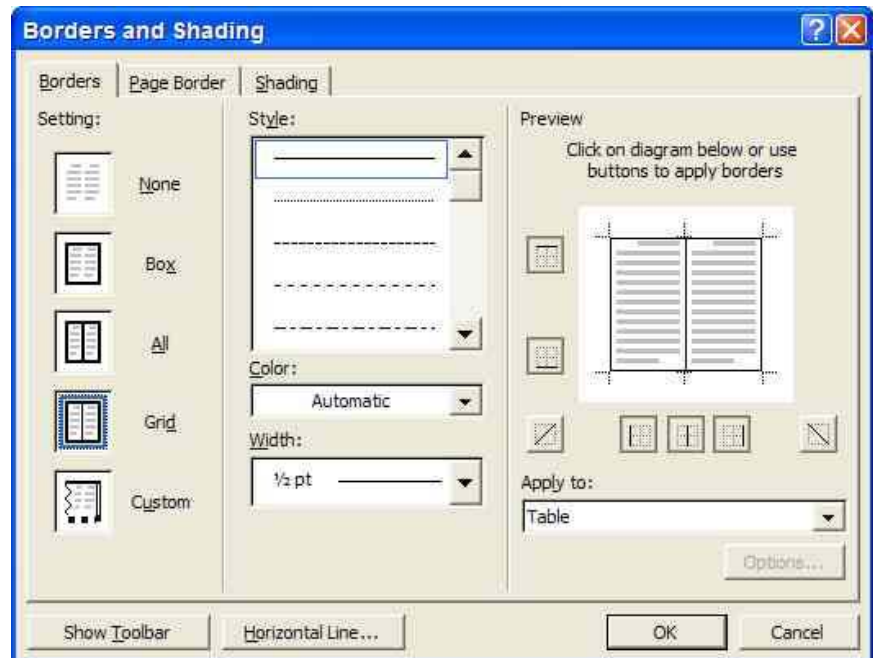 Borders and Shading
Borders
Page Border
Shading
Setting:
None
Box
All
Grid
Custom
Style:
Color:
Automatic
Width:
½ pt
Preview
Click on diagram below or use
buttons to apply borders
Apply to:
Table
Options...
Show Toolbar
Horizontal Line...
OK
Cancel